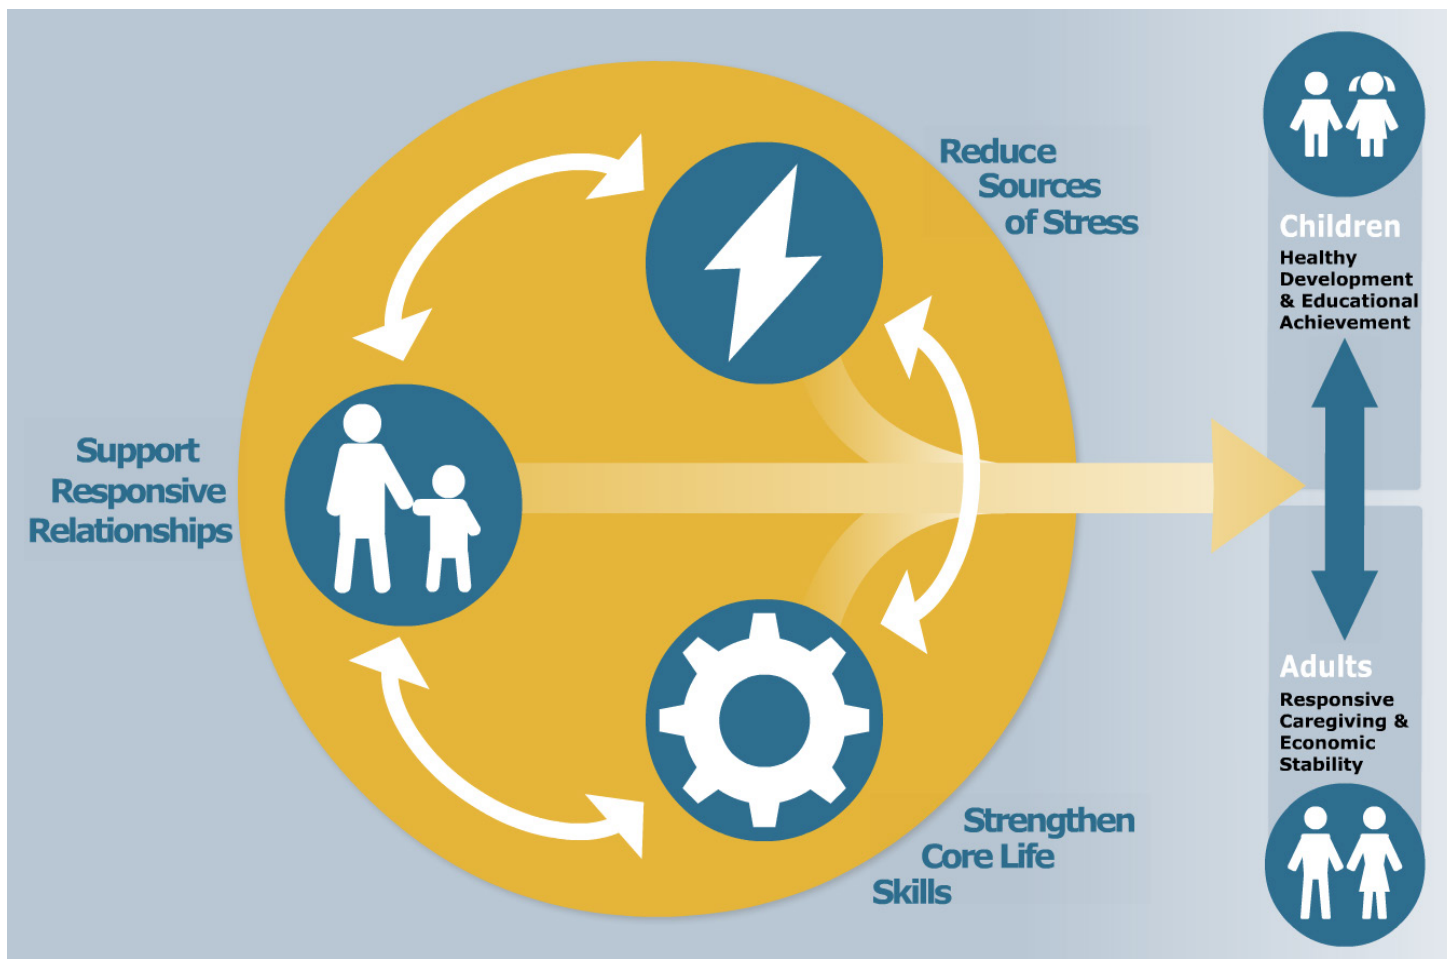 Reduce
Sources
of Stress
Support
Responsive
Relationships
Strengthen
Core Life
Skills
Children
Healthy
Development
& Educational
Achievement
Adults
Responsive
Caregiving &
Economic
Stability